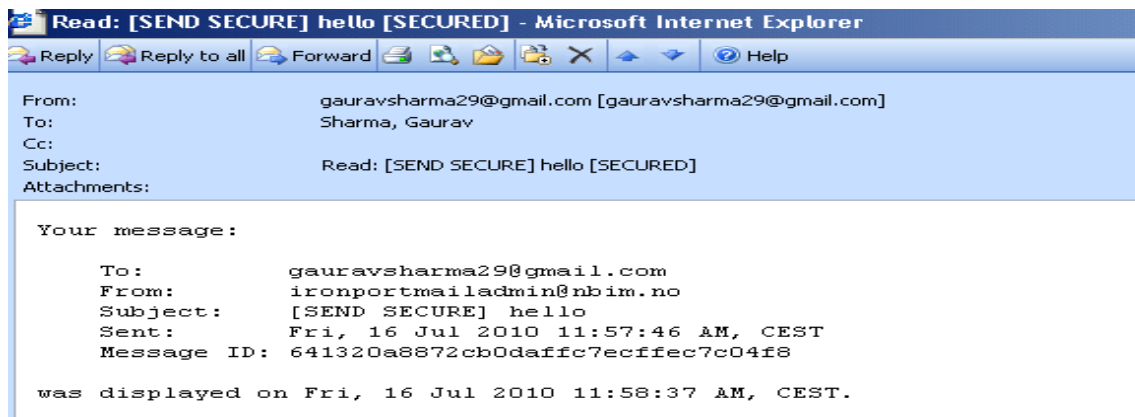 Read: [SEND SECURE] hello [SECURED] - Microsoft Internet Explorer
Reply Reply to all Forward Help
From: gauravsharma29@gmail.com [gauravsharma29@gmail.com]
To: Sharma, Gaurav
Cc:
Subject: Read: [SEND SECURE] hello [SECURED]
Attachments:
Your message:
To: gauravsharma29@gmail.com
From: ironportmailadmin@nbim.no
Subject: [SEND SECURE] hello
Sent: Fri, 16 Jul 2010 11:57:46 AM, CEST
Message ID: 641320a8872cb0daffc7ecffec7c04f8
was displayed on Fri, 16 Jul 2010 11:58:37 AM, CEST.